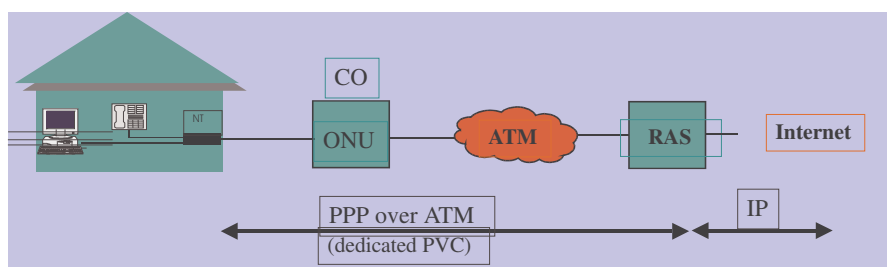 CO
NT
ONU
ATM
RAS
Internet
PPP over ATM
(dedicated PVC)
IP